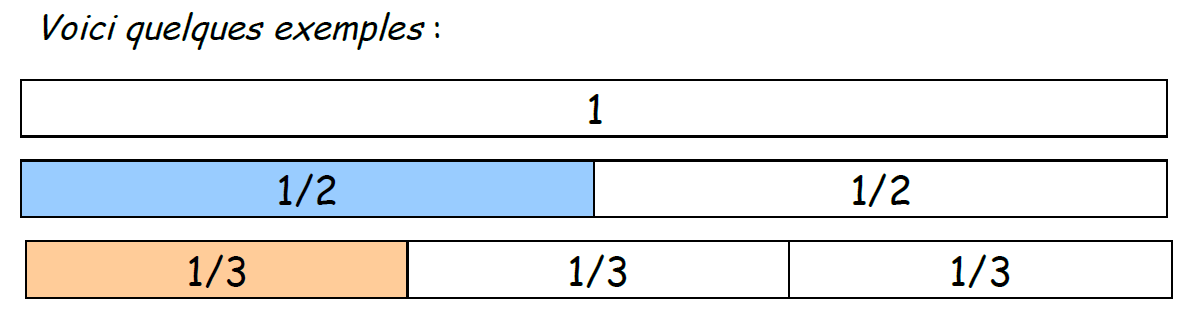 Voici quelques exemples :
1
1/2 1/2
1/3 1/3 1/3